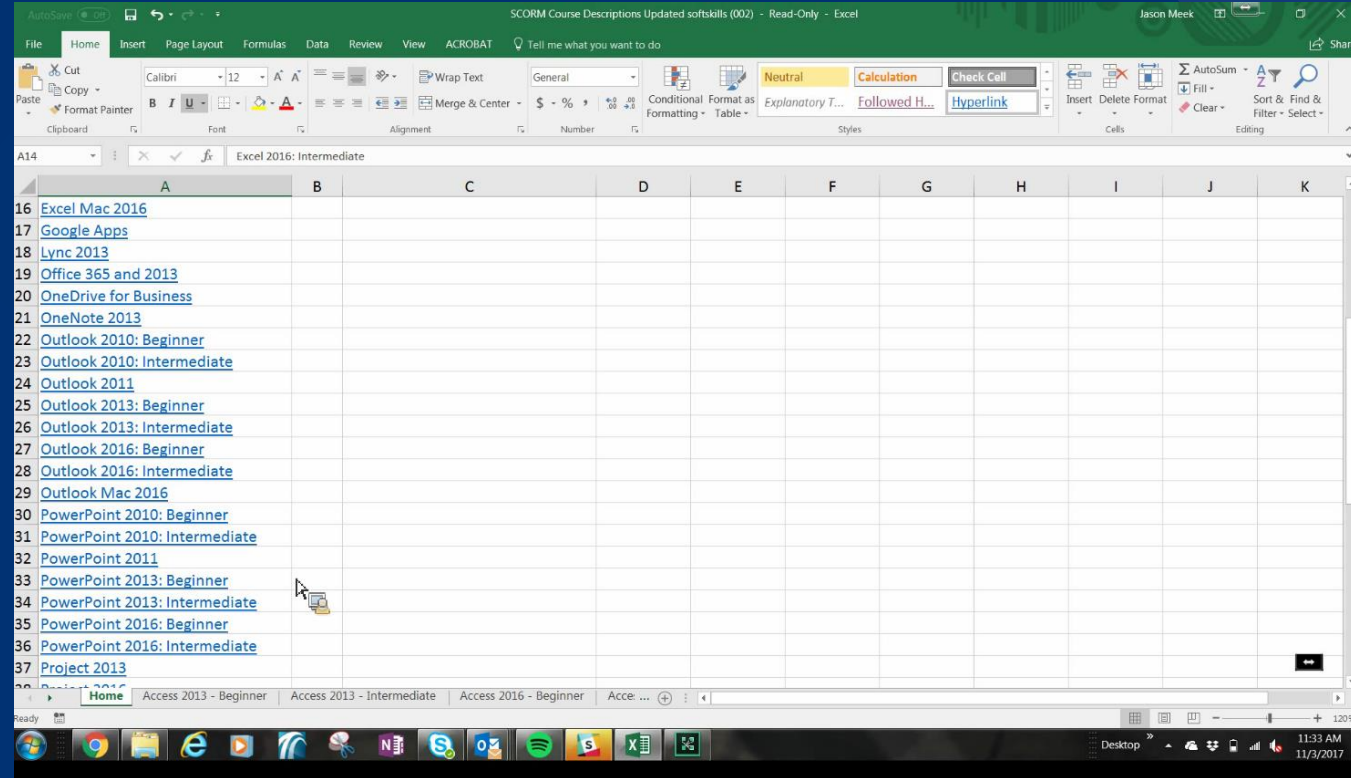 AutoSave Off
SCORM Course Descriptions Updated softskills (002) - Read-Only - Excel
Jason Meek
File Home Insert Page Layout Formulas Data Review View ACROBAT Tell me what you want to do
Shar
Paste
Cut
Copy
Format Painter
Clipboard
Calibri 12
B I U
Font
Wrap Text
Merge & Center
Alignment
General
$ - % ,
Number
Conditional Formatting
Format as Table
Neutral Calculation Check Cell
Explanatory T... Followed H... Hyperlink
Styles
Insert Delete Format
Cells
AutoSum
Fill
Clear
Sort & Filter
Find & Select
Editing
A14 fx Excel 2016: Intermediate
A B C D E F G H I J K
16 Excel Mac 2016
17 Google Apps
18 Lync 2013
19 Office 365 and 2013
20 OneDrive for Business
21 OneNote 2013
22 Outlook 2010: Beginner
23 Outlook 2010: Intermediate
24 Outlook 2011
25 Outlook 2013: Beginner
26 Outlook 2013: Intermediate
27 Outlook 2016: Beginner
28 Outlook 2016: Intermediate
29 Outlook Mac 2016
30 PowerPoint 2010: Beginner
31 PowerPoint 2010: Intermediate
32 PowerPoint 2011
33 PowerPoint 2013: Beginner
34 PowerPoint 2013: Intermediate
35 PowerPoint 2016: Beginner
36 PowerPoint 2016: Intermediate
37 Project 2013
Home Access 2013 - Beginner Access 2013 - Intermediate Access 2016 - Beginner Acce: ...
Ready
Desktop
11:33 AM
11/3/2017